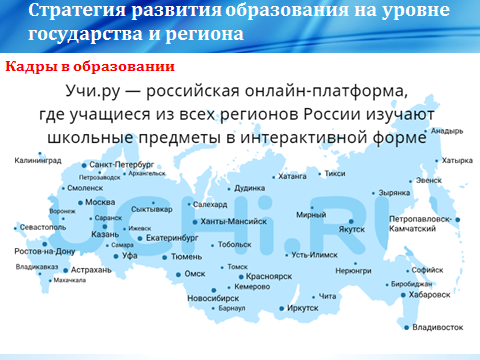 Стратегия развития образования на уровне
государства и региона
Кадры в образовании
Учи.ру — российская онлайн-платформа,
где учащиеся из всех регионов России изучают
школьные предметы в интерактивной форме
Анадырь
Калининград
Санкт-Петербург
Хатырка
Петрозаводск
Архангельск
Хатанга
Тикси
Эвенск
Смоленск
Дудинка
Зырянка
Москва
Салехард
Воронеж
Саранск
Сыктывкар
Мирный
Петропавловск-
Камчатский
Севастополь
Казань
Ижевск
Ханты-Мансийск
Якутск
Ростов-на-Дону
Самара
Екатеринбург
Тобольск
UCHi.RU
Уфа
Тюмень
Усть-Илимск
Владикавказ
Астрахань
Томск
Нерюнгри
Софийск
Махачкала
Омск
Красноярск
Кемерово
Биробиджан
Новосибирск
Чита
Хабаровск
Барнаул
Иркутск
Владивосток